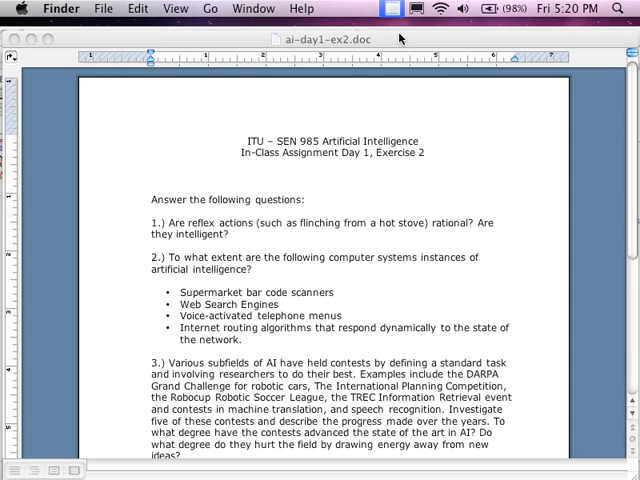 Finder File Edit View Go Window Help (98%) Fri 5:20 PM
ai-day1-ex2.doc
1 1 2 3 4 5 6 7
ITU – SEN 985 Artificial Intelligence
In-Class Assignment Day 1, Exercise 2
Answer the following questions:
1.) Are reflex actions (such as flinching from a hot stove) rational? Are
they intelligent?
2.) To what extent are the following computer systems instances of
artificial intelligence?
• Supermarket bar code scanners
• Web Search Engines
• Voice-activated telephone menus
• Internet routing algorithms that respond dynamically to the state of
the network.
3.) Various subfields of AI have held contests by defining a standard task
and involving researchers to do their best. Examples include the DARPA
Grand Challenge for robotic cars, The International Planning Competition,
the Robocup Robotic Soccer League, the TREC Information Retrieval event
and contests in machine translation, and speech recognition. Investigate
five of these contests and describe the progress made over the years. To
what degree have the contests advanced the state of the art in AI? Do
what degree do they hurt the field by drawing energy away from new
ideas?